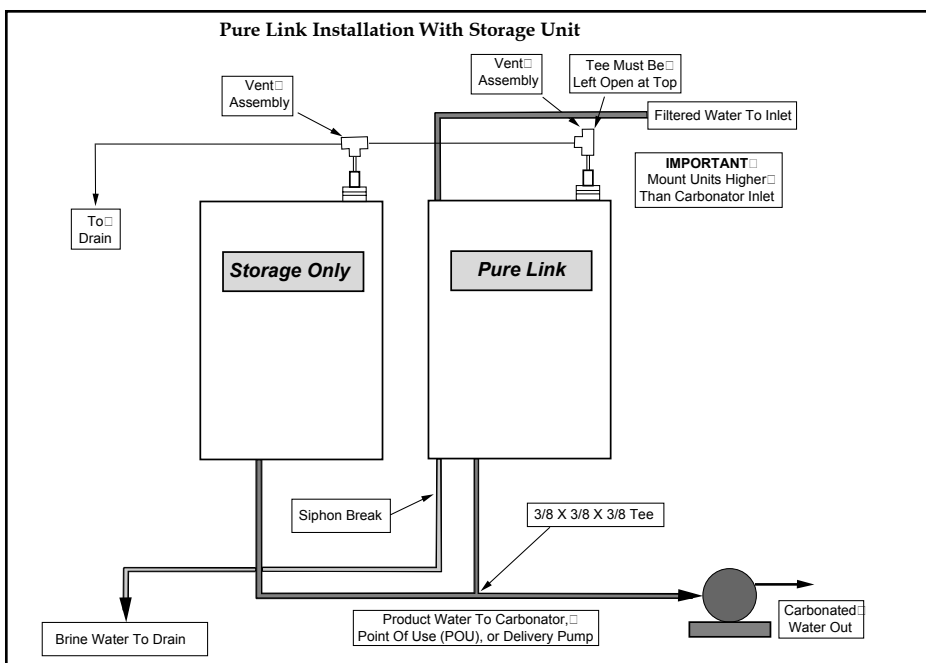 Pure Link Installation With Storage Unit
Vent□
Assembly
Vent□
Assembly
Tee Must Be□
Left Open at Top
Filtered Water To Inlet
IMPORTANT□
Mount Units Higher□
Than Carbonator Inlet
To□
Drain
Storage Only
Pure Link
Siphon Break
3/8 X 3/8 X 3/8 Tee
Brine Water To Drain
Product Water To Carbonator,□
Point Of Use (POU), or Delivery Pump
Carbonated□
Water Out